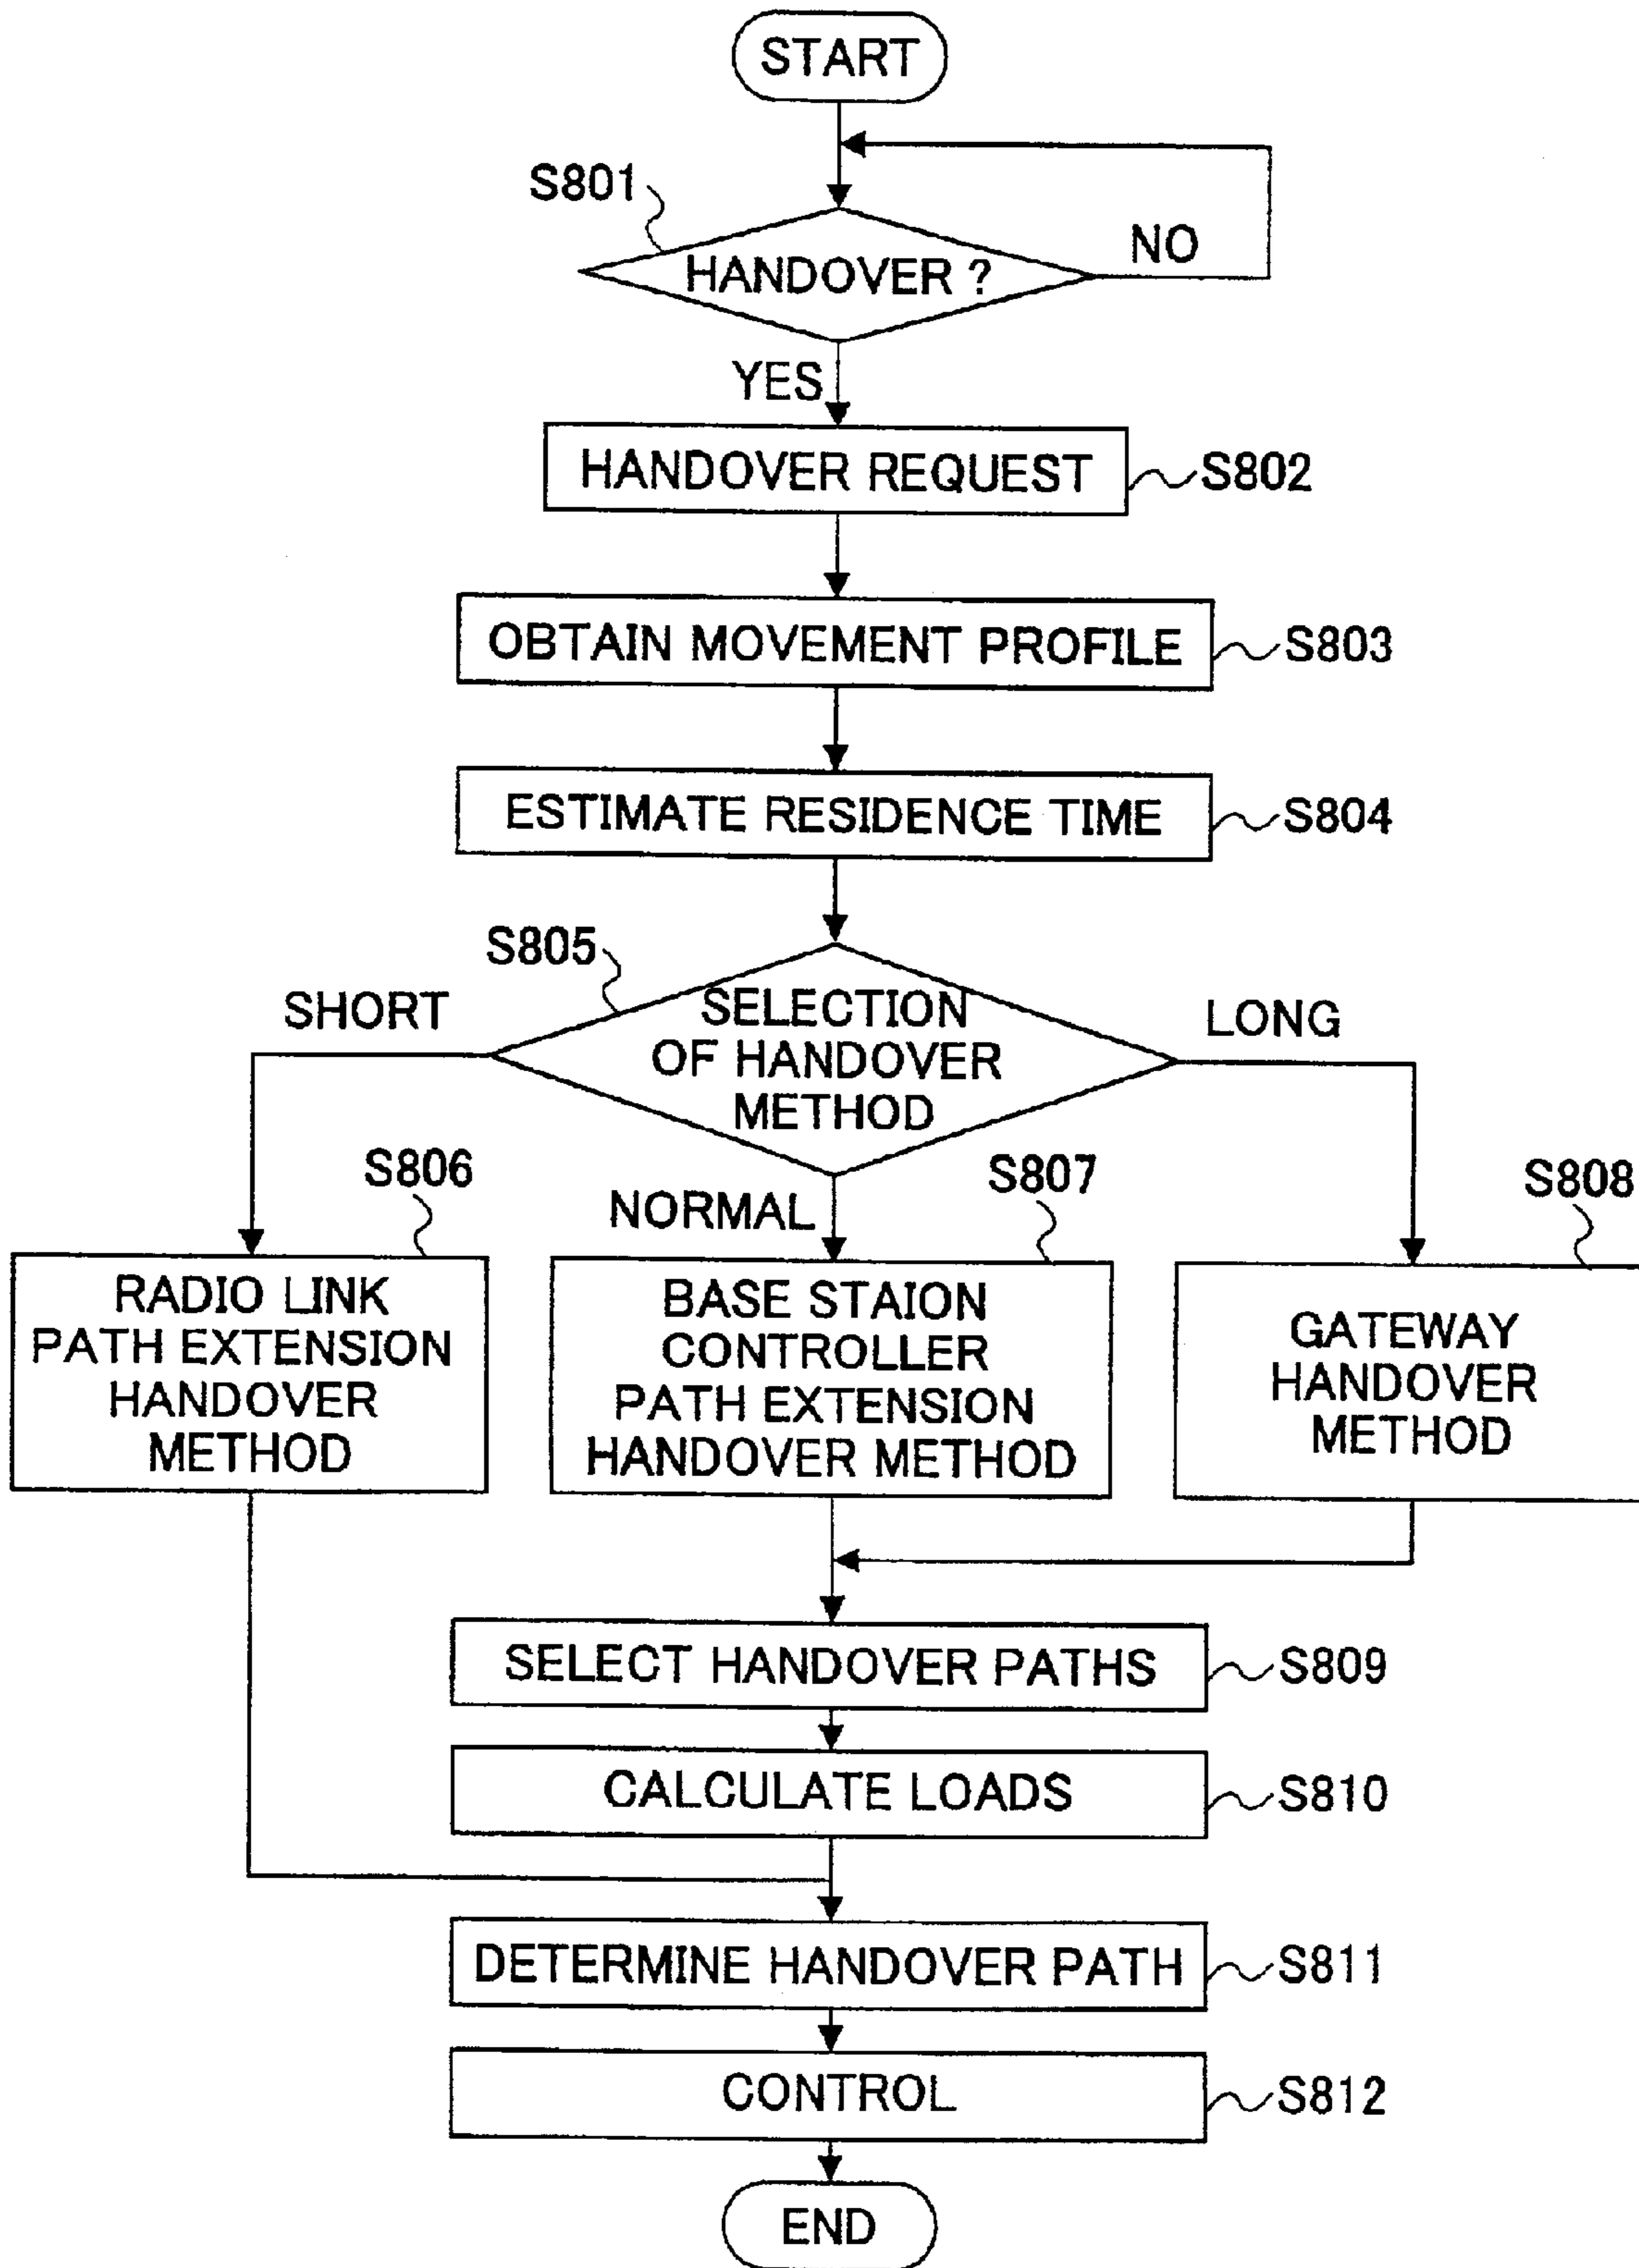 START
S801
HANDOVER ?
NO
YES
HANDOVER REQUEST
S802
OBTAIN MOVEMENT PROFILE
S803
ESTIMATE RESIDENCE TIME
S804
S805
SHORT
SELECTION
OF HANDOVER
METHOD
LONG
S806
NORMAL
S807
S808
RADIO LINK
PATH EXTENSION
HANDOVER
METHOD
BASE STAION
CONTROLLER
PATH EXTENSION
HANDOVER METHOD
GATEWAY
HANDOVER
METHOD
SELECT HANDOVER PATHS
S809
CALCULATE LOADS
S810
DETERMINE HANDOVER PATH
S811
CONTROL
S812
END